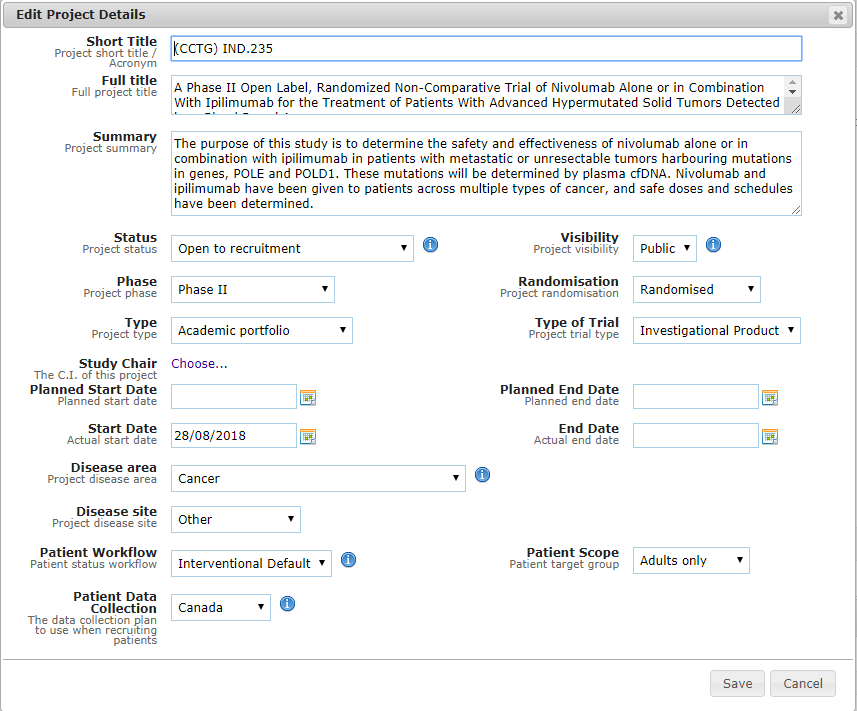 Edit Project Details
Short Title
Project short title /
Acronym
(CCTG) IND.235
Full title
Full project title
A Phase II Open Label, Randomized Non-Comparative Trial of Nivolumab Alone or in Combination
With Ipilimumab for the Treatment of Patients With Advanced Hypermutated Solid Tumors Detected
Summary
Project summary
The purpose of this study is to determine the safety and effectiveness of nivolumab alone or in
combination with ipilimumab in patients with metastatic or unresectable tumors harbouring mutations
in genes, POLE and POLD1. These mutations will be determined by plasma cfDNA. Nivolumab and
ipilimumab have been given to patients across multiple types of cancer, and safe doses and schedules
have been determined.
Status
Project status
Open to recruitment
Visibility
Project visibility
Public
Phase
Project phase
Phase II
Randomisation
Project randomisation
Randomised
Type
Project type
Academic portfolio
Type of Trial
Project trial type
Investigational Product
Study Chair
The C.I. of this project
Choose...
Planned Start Date
Planned start date
Planned End Date
Planned end date
Start Date
Actual start date
28/08/2018
End Date
Actual end date
Disease area
Project disease area
Cancer
Disease site
Project disease site
Other
Patient Workflow
Patient status workflow
Interventional Default
Patient Scope
Patient target group
Adults only
Patient Data
Collection
The data collection plan
to use when recruiting
patients
Canada
Save
Cancel